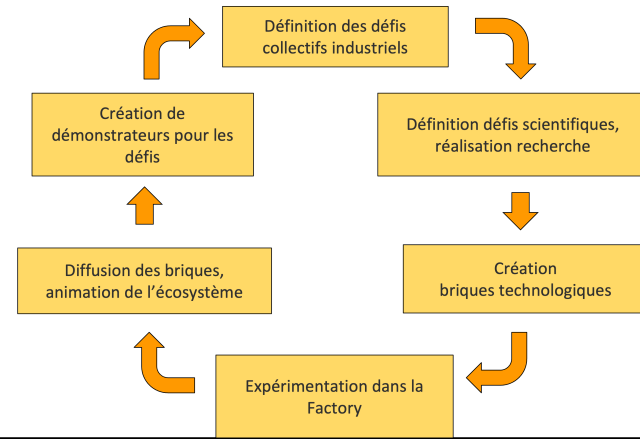 Définition des défis
collectifs industriels
Définition défis scientifiques,
réalisation recherche
Création
briques technologiques
Expérimentation dans la
Factory
Diffusion des briques,
animation de l’écosystème
Création de
démonstrateurs pour les
défis